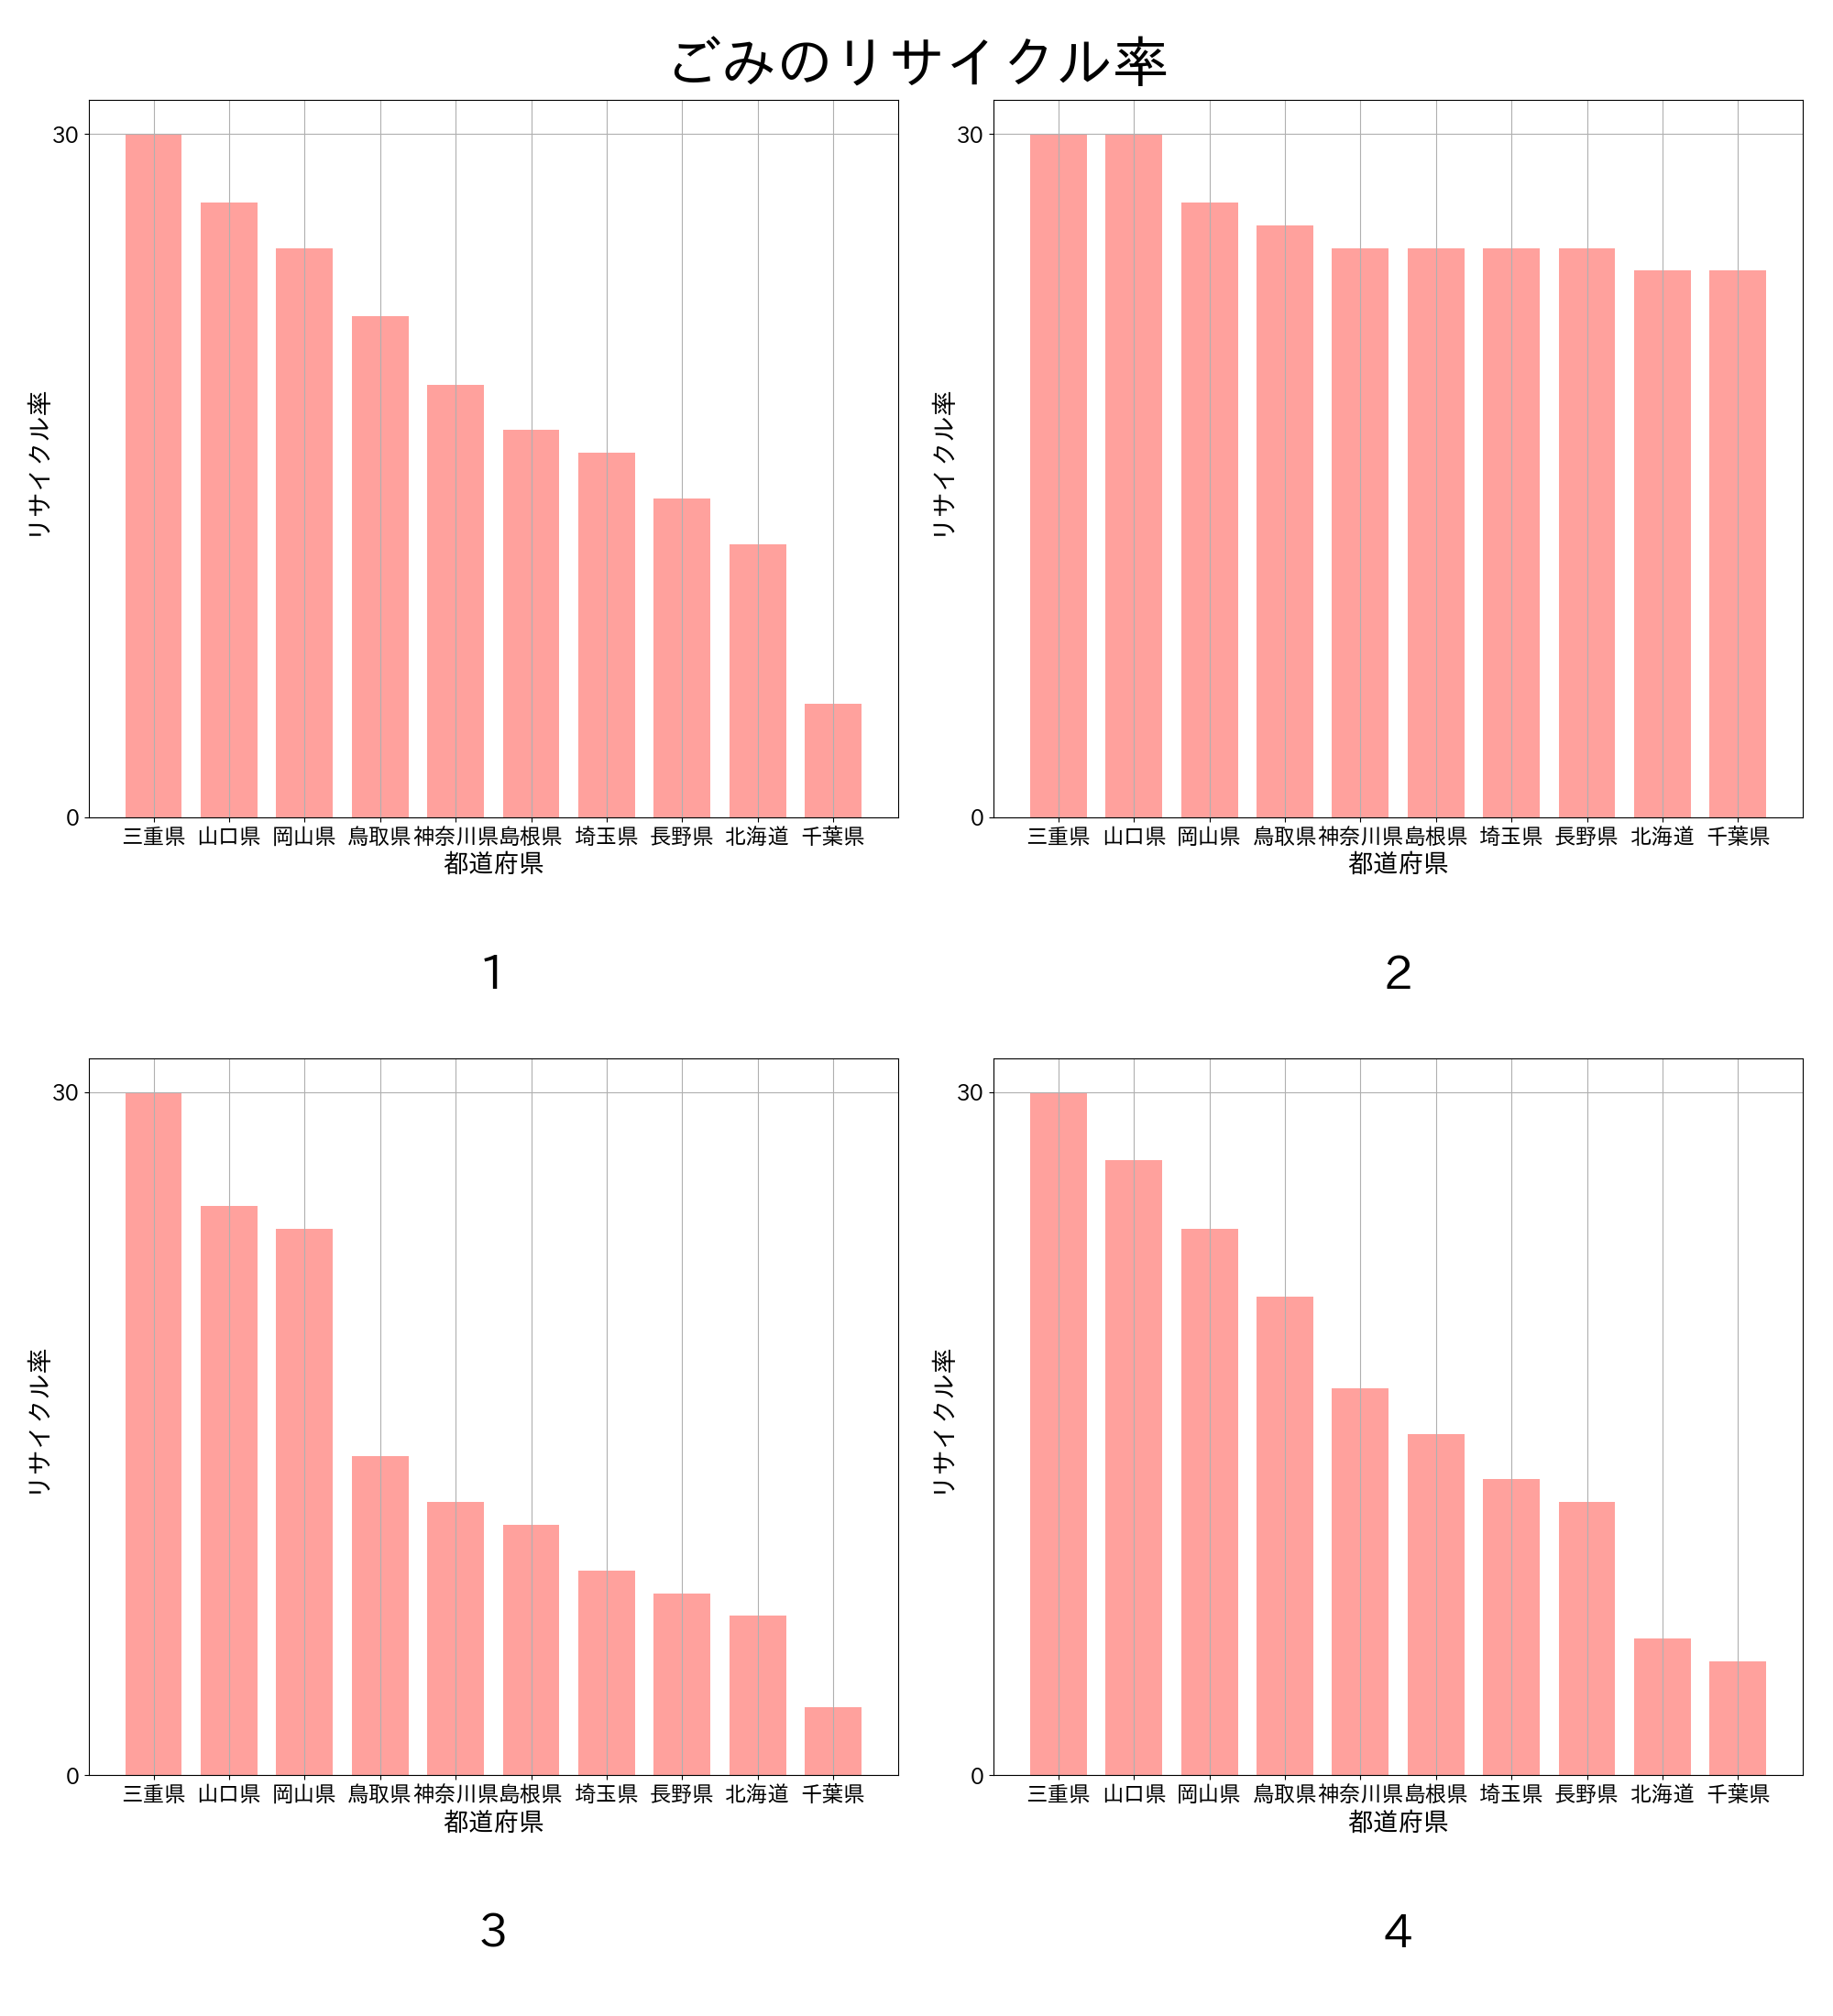 ごみのリサイクル率
30
0
リサイクル率
三重県 山口県 岡山県 鳥取県 神奈川県 島根県 埼玉県 長野県 北海道 千葉県
都道府県
1
30
0
リサイクル率
三重県 山口県 岡山県 鳥取県 神奈川県 島根県 埼玉県 長野県 北海道 千葉県
都道府県
2
30
0
リサイクル率
三重県 山口県 岡山県 鳥取県 神奈川県 島根県 埼玉県 長野県 北海道 千葉県
都道府県
3
30
0
リサイクル率
三重県 山口県 岡山県 鳥取県 神奈川県 島根県 埼玉県 長野県 北海道 千葉県
都道府県
4